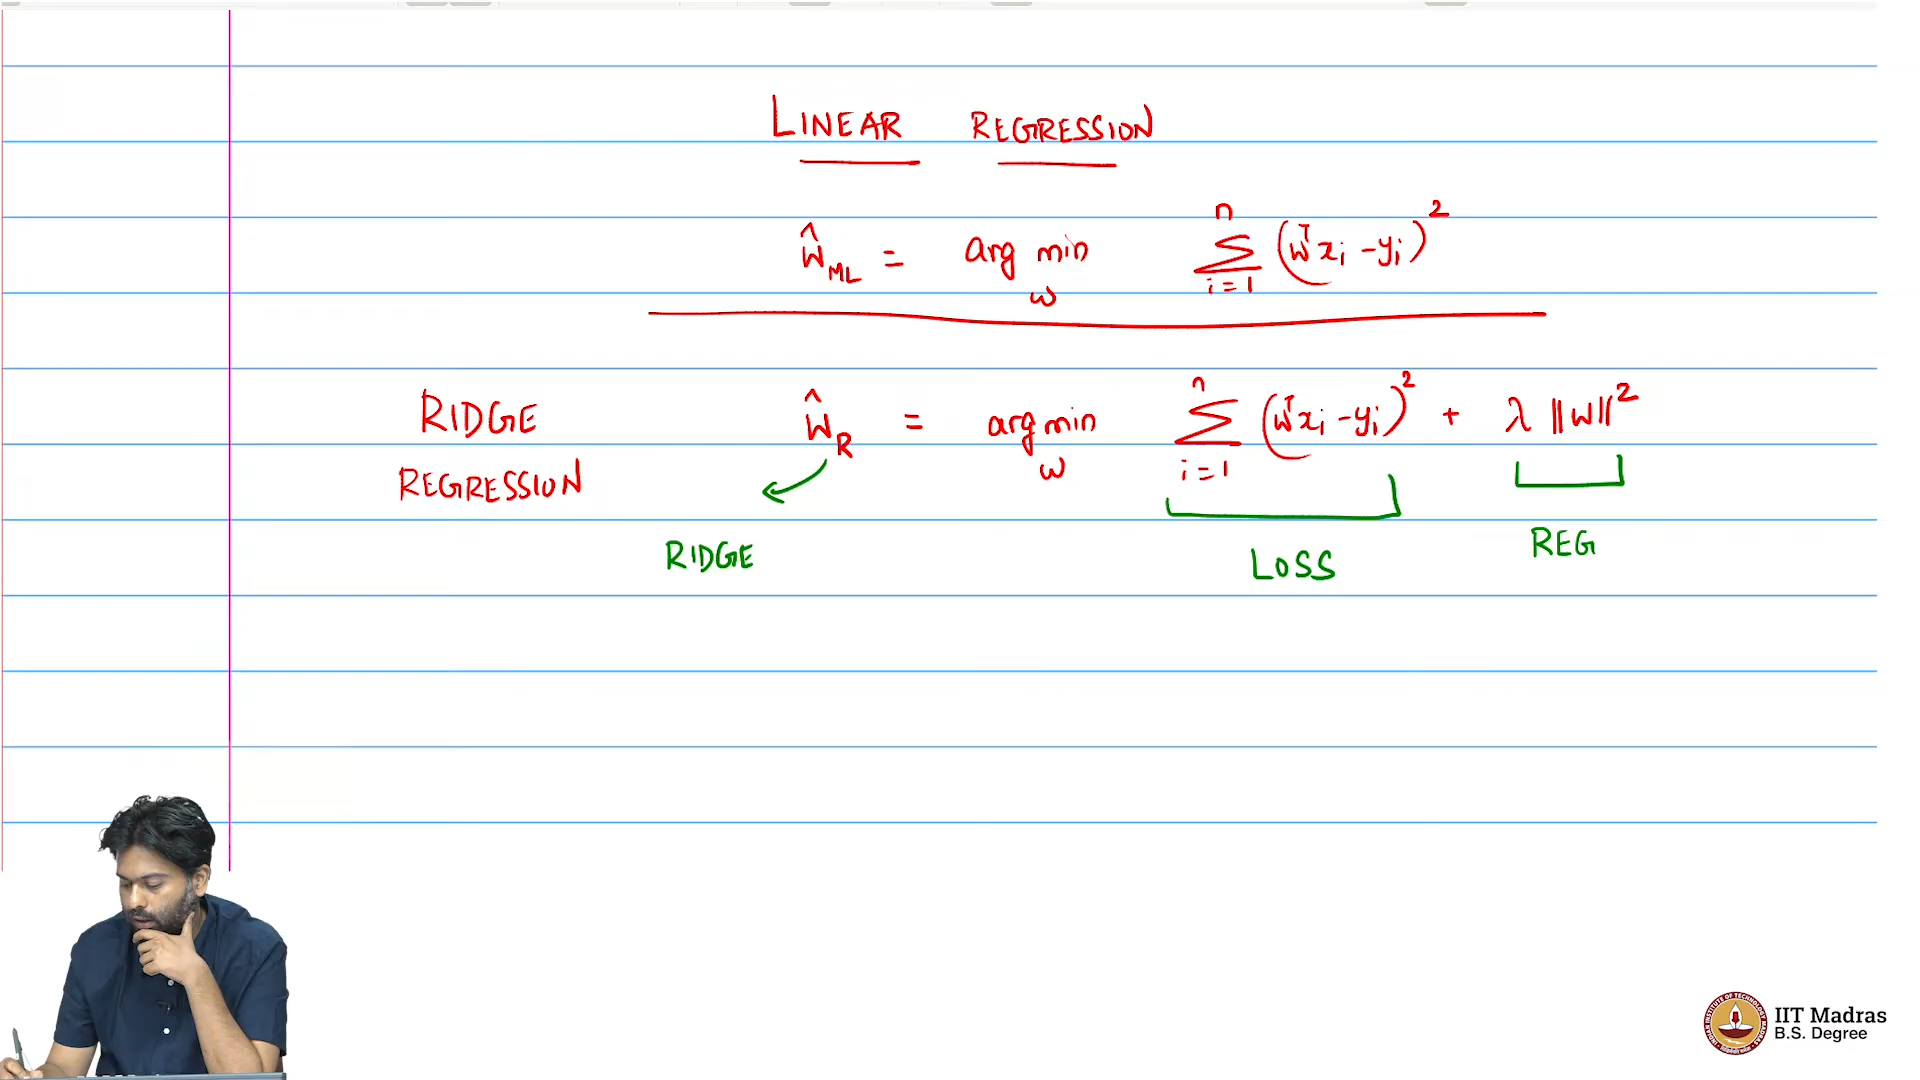 LINEAR REGRESSION
ŵ_ML = arg min_w Σ_{i=1}^{n} (wᵀx_i - y_i)²
RIDGE REGRESSION ŵ_R = arg min_w Σ_{i=1}^{n} (wᵀx_i - y_i)² + λ ||w||²
RIDGE LOSS REG
IIT Madras
B.S. Degree